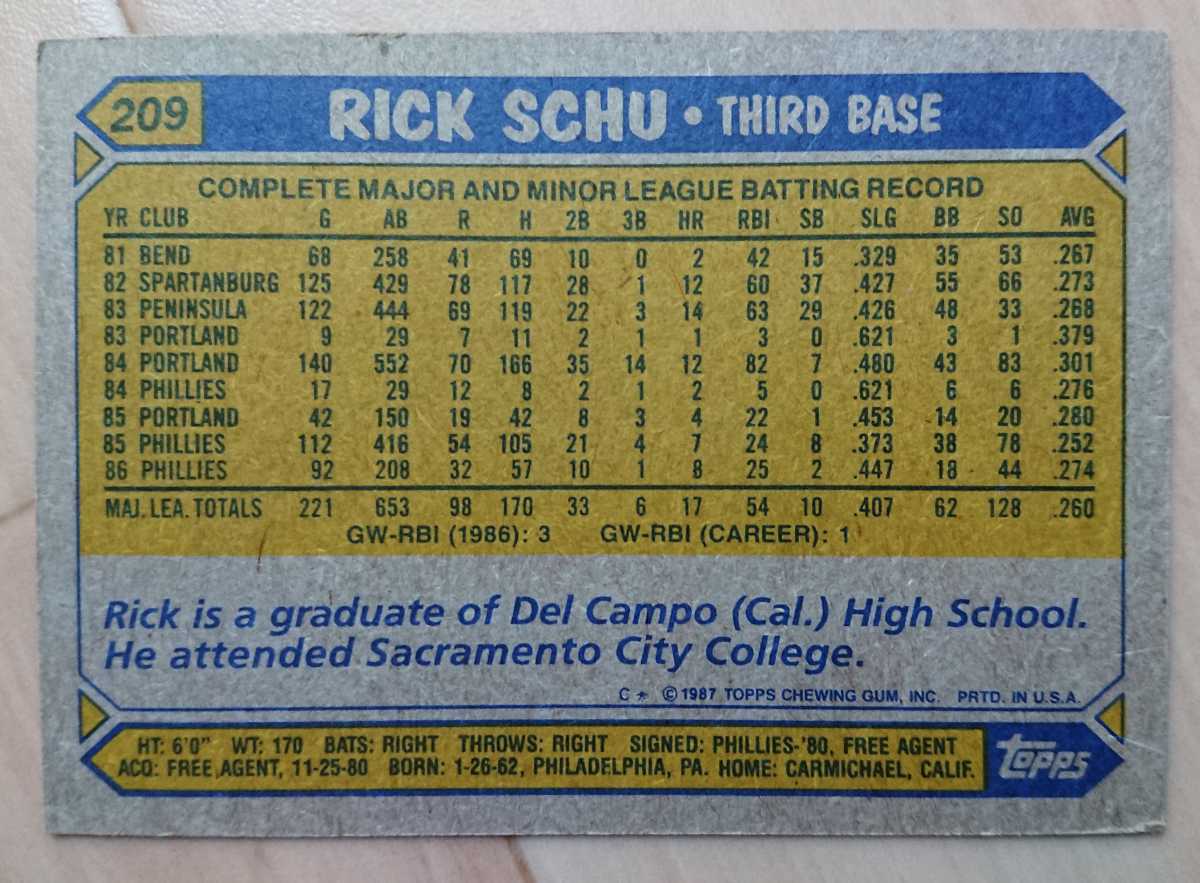 209 RICK SCHU • THIRD BASE
COMPLETE MAJOR AND MINOR LEAGUE BATTING RECORD
YR CLUB G AB R H 2B 3B HR RBI SB SLG BB SO AVG
81 BEND 68 258 41 69 10 0 2 42 15 .329 35 53 .267
82 SPARTANBURG 125 429 78 117 28 1 12 60 37 .427 55 66 .273
83 PENINSULA 122 444 69 119 22 3 14 63 29 .426 48 33 .268
83 PORTLAND 9 29 7 11 2 1 1 3 0 .621 3 1 .379
84 PORTLAND 140 552 70 166 35 14 12 82 7 .480 43 83 .301
84 PHILLIES 17 29 12 8 2 1 2 5 0 .621 6 6 .276
85 PORTLAND 42 150 19 42 8 3 4 22 1 .453 14 20 .280
85 PHILLIES 112 416 54 105 21 4 7 24 8 .373 38 78 .252
86 PHILLIES 92 208 32 57 10 1 8 25 2 .447 18 44 .274
MAJ. LEA. TOTALS 221 653 98 170 33 6 17 54 10 .407 62 128 .260
GW-RBI (1986): 3 GW-RBI (CAREER): 1
Rick is a graduate of Del Campo (Cal.) High School.
He attended Sacramento City College.
C * © 1987 TOPPS CHEWING GUM, INC. PRTD. IN U.S.A.
HT: 6'0" WT: 170 BATS: RIGHT THROWS: RIGHT SIGNED: PHILLIES-'80, FREE AGENT
ACQ: FREE AGENT, 11-25-80 BORN: 1-26-62, PHILADELPHIA, PA. HOME: CARMICHAEL, CALIF.
topps